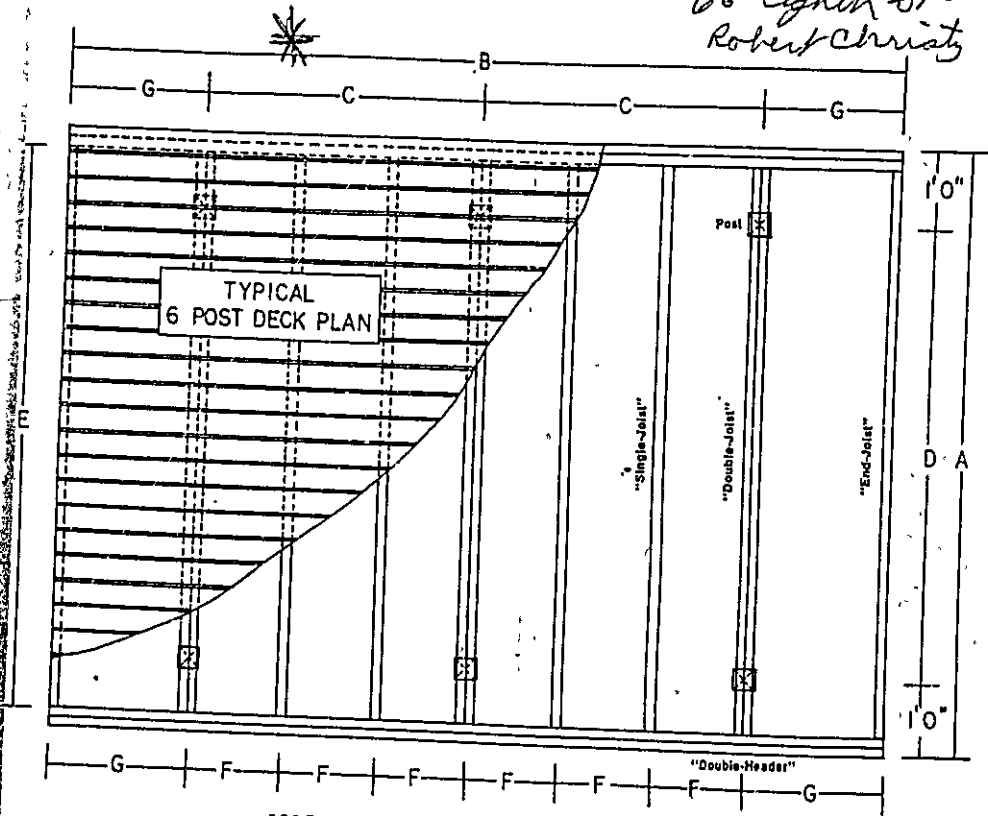 Robert Christy
B
G C C G
1'0"
Post
TYPICAL
6 POST DECK PLAN
E
"Single-Joist"
"Double-Joist"
"End-Joist"
D A
1'0"
"Double-Header"
G F F F F F F G